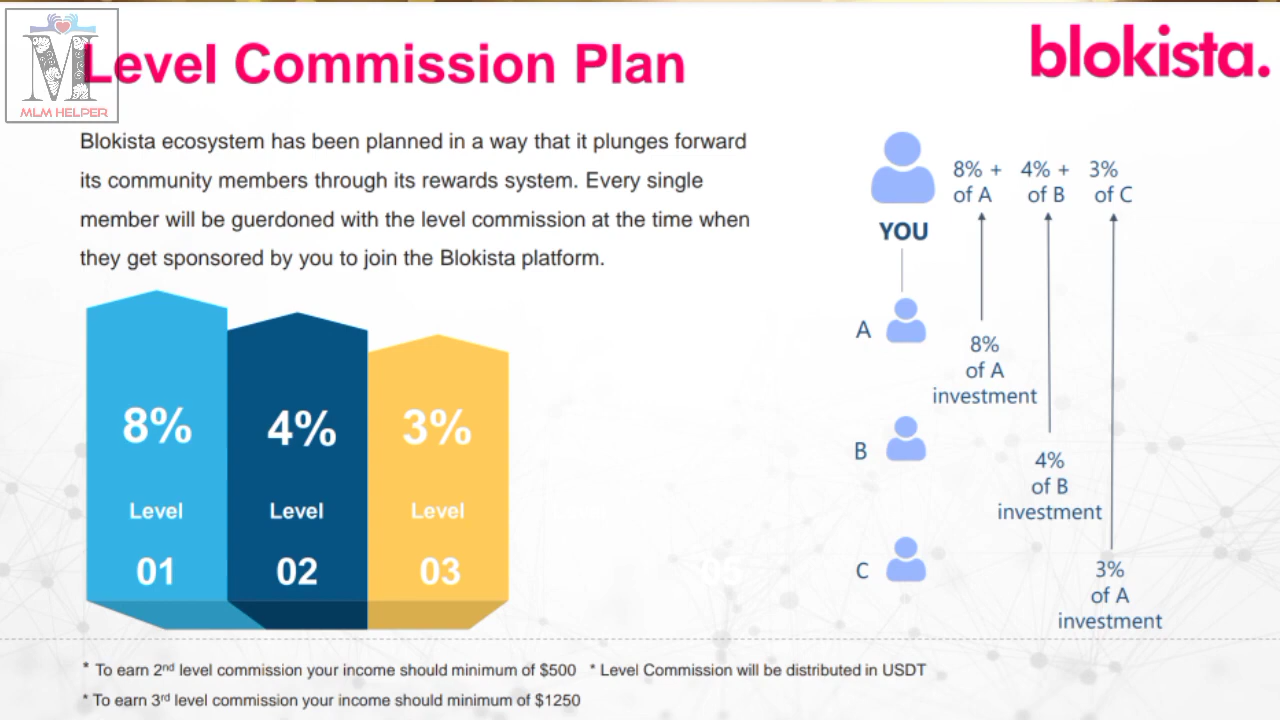 M
MLM HELPER
Level Commission Plan
blokista.
Blokista ecosystem has been planned in a way that it plunges forward
its community members through its rewards system. Every single
member will be guerdoned with the level commission at the time when
they get sponsored by you to join the Blokista platform.
8% + 4% + 3%
of A of B of C
YOU
A
8%
of A
investment
B
4%
of B
investment
C
3%
of A
investment
8% 4% 3%
Level Level Level
01 02 03
05
* To earn 2nd level commission your income should minimum of $500 * Level Commission will be distributed in USDT
* To earn 3rd level commission your income should minimum of $1250